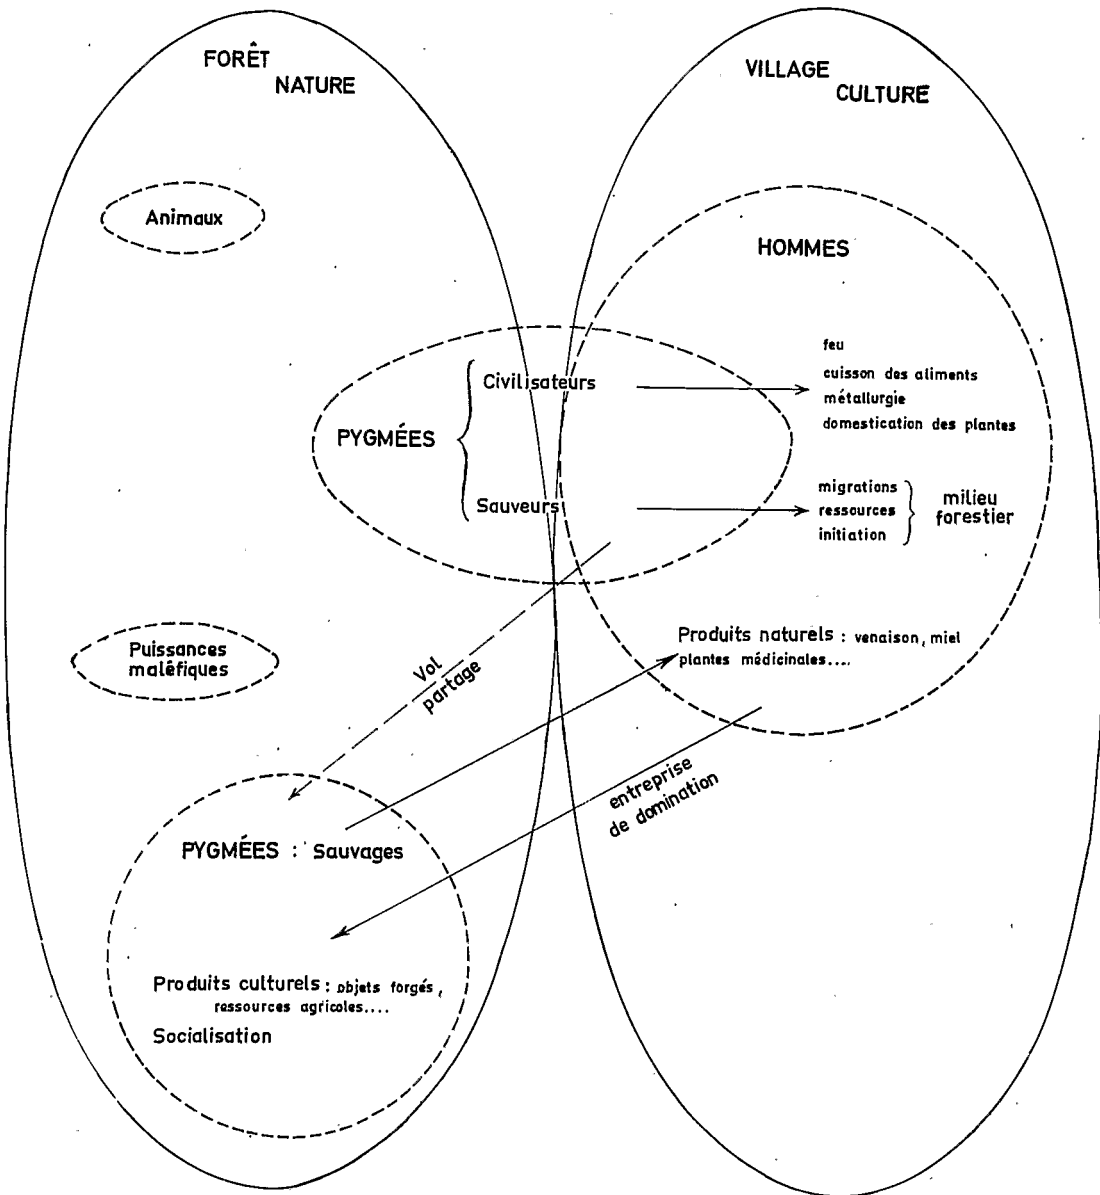 FORÊT
NATURE
VILLAGE
CULTURE
Animaux
HOMMES
PYGMÉES
Civilisateurs
feu
cuisson des aliments
métallurgie
domestication des plantes
Sauveurs
migrations
ressources
initiation
milieu
forestier
Puissances
maléfiques
Vol
partage
Produits naturels : venaison, miel
plantes médicinales....
entreprise
de domination
PYGMÉES : Sauvages
Produits culturels : objets forgés,
ressources agricoles....
Socialisation